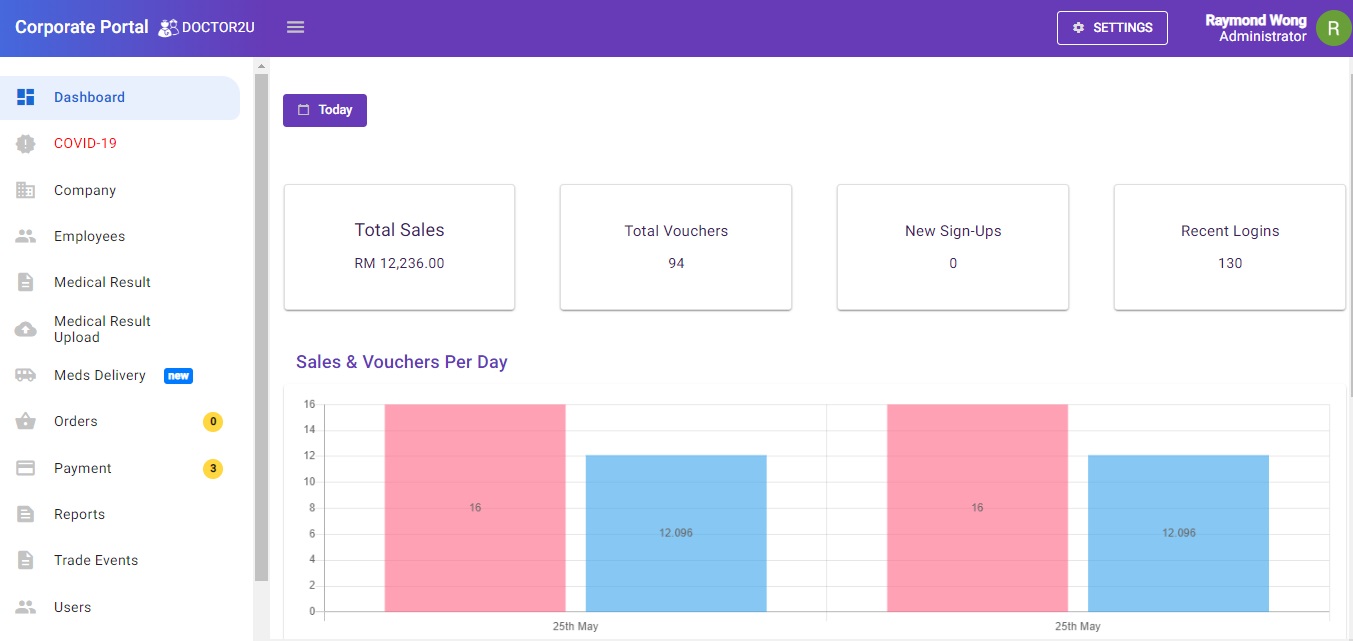 Corporate Portal DOCTOR2U
SETTINGS
Raymond Wong
Administrator
R
Dashboard
COVID-19
Company
Employees
Medical Result
Medical Result
Upload
Meds Delivery new
Orders 0
Payment 3
Reports
Trade Events
Users
Today
Total Sales
RM 12,236.00
Total Vouchers
94
New Sign-Ups
0
Recent Logins
130
Sales & Vouchers Per Day
16
14
12
10
8
6
4
2
0
16
12.096
16
12.096
25th May
25th May